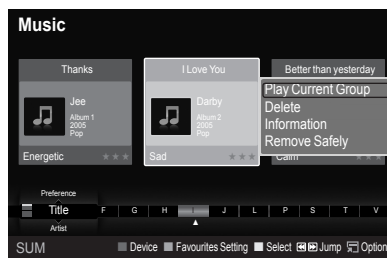 Music
Thanks
I Love You
Better than yesterday
Jee
Album 1
2005
Pop
Darby
Album 2
2005
Pop
Play Current Group
Delete
Information
Remove Safely
Energetic
Sad
Calm
Preference
Title F G H I J L P S T V
Artist
SUM Device Favourites Setting Select Jump Option